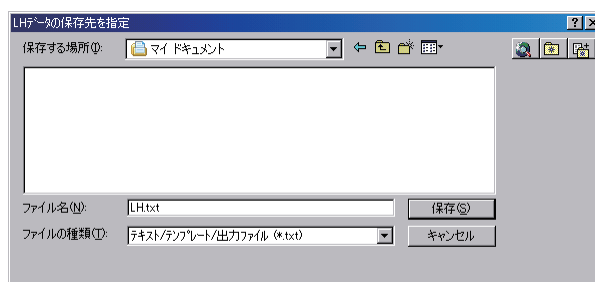 LHﾃﾞｰﾀの保存先を指定
保存する場所(I): マイ ドキュメント
ファイル名(N): LH.txt 保存(S)
ファイルの種類(T): ﾃｷｽﾄ/ﾃﾝﾌﾟﾚｰﾄ/出力ﾌｧｲﾙ (*.txt) キャンセル